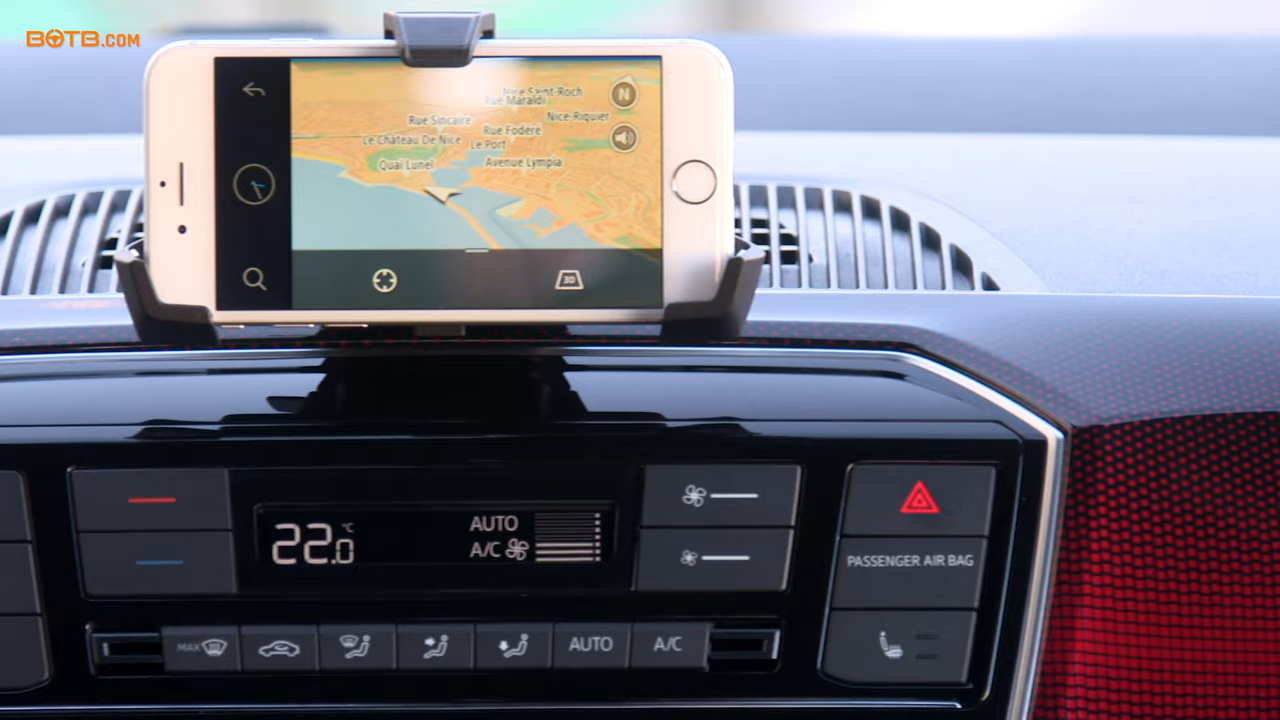 BOTB.COM
N
Nice Saint-Roch
Rue Maraldi
Nice-Riquier
Rue Sincaire
Rue Fodéré
Le Château De Nice
Le Port
Quai Lunel
Avenue Lympia
3D
22.0 °C
AUTO
A/C
PASSENGER AIR BAG
MAX
AUTO
A/C